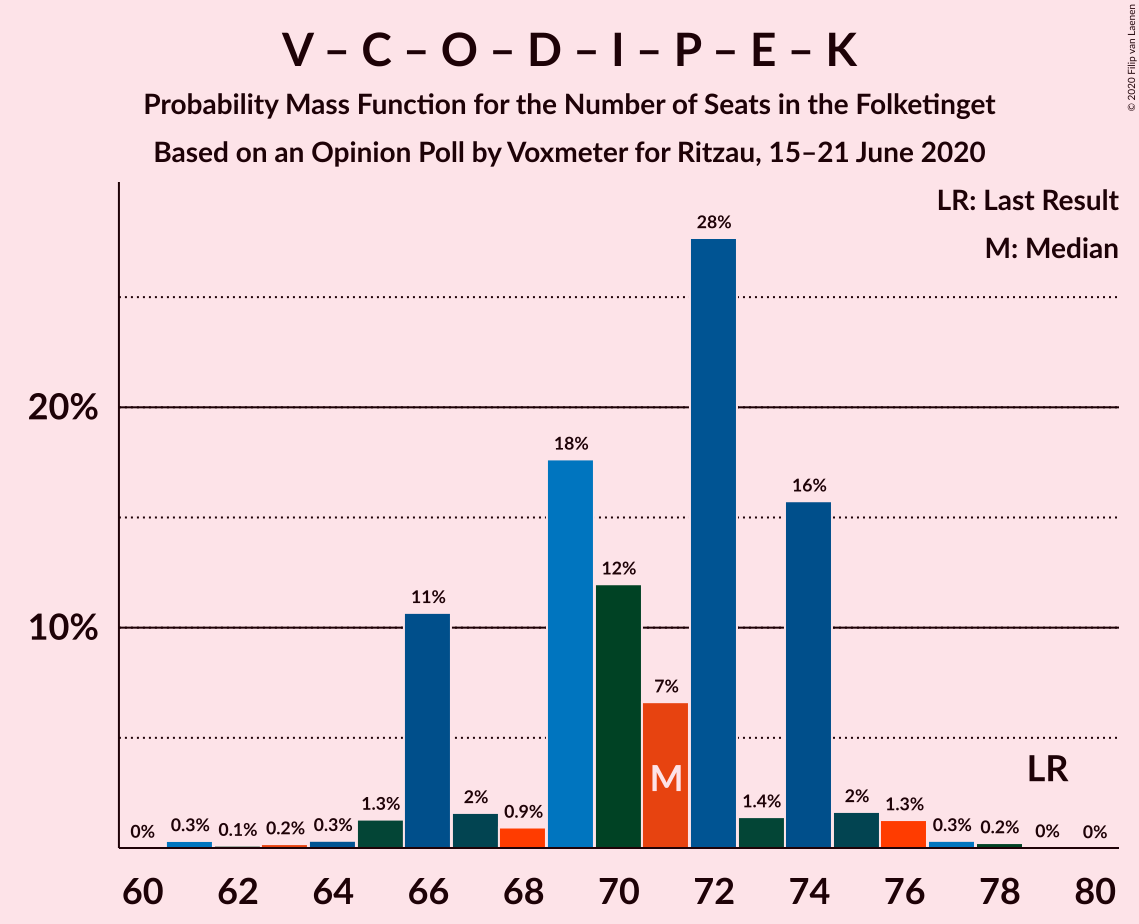 V – C – O – D – I – P – E – K
Probability Mass Function for the Number of Seats in the Folketinget
Based on an Opinion Poll by Voxmeter for Ritzau, 15–21 June 2020
© 2020 Filip van Laenen
LR: Last Result
M: Median
20%
10%
0%
0.3%
0.1%
0.2%
0.3%
1.3%
11%
2%
0.9%
18%
12%
7%
28%
1.4%
16%
2%
1.3%
0.3%
0.2%
0%
0%
M
LR
60 62 64 66 68 70 72 74 76 78 80